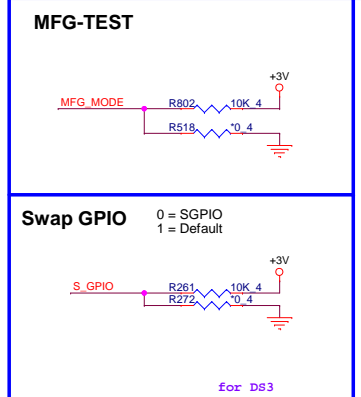 MFG-TEST
+3V
MFG_MODE R802 10K_4
R518 *0_4
Swap GPIO 0 = SGPIO
1 = Default
+3V
S_GPIO R261 10K_4
R272 *0_4
for DS3